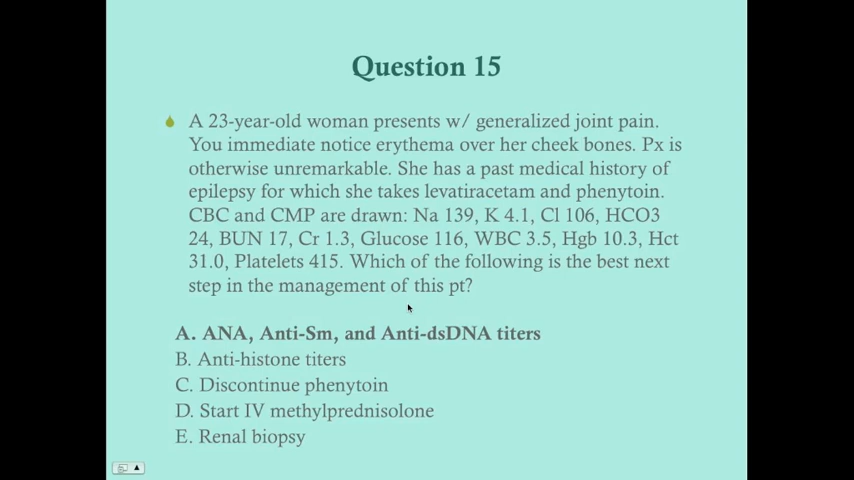 Question 15
A 23-year-old woman presents w/ generalized joint pain.
You immediate notice erythema over her cheek bones. Px is
otherwise unremarkable. She has a past medical history of
epilepsy for which she takes levatiracetam and phenytoin.
CBC and CMP are drawn: Na 139, K 4.1, Cl 106, HCO3
24, BUN 17, Cr 1.3, Glucose 116, WBC 3.5, Hgb 10.3, Hct
31.0, Platelets 415. Which of the following is the best next
step in the management of this pt?
A. ANA, Anti-Sm, and Anti-dsDNA titers
B. Anti-histone titers
C. Discontinue phenytoin
D. Start IV methylprednisolone
E. Renal biopsy